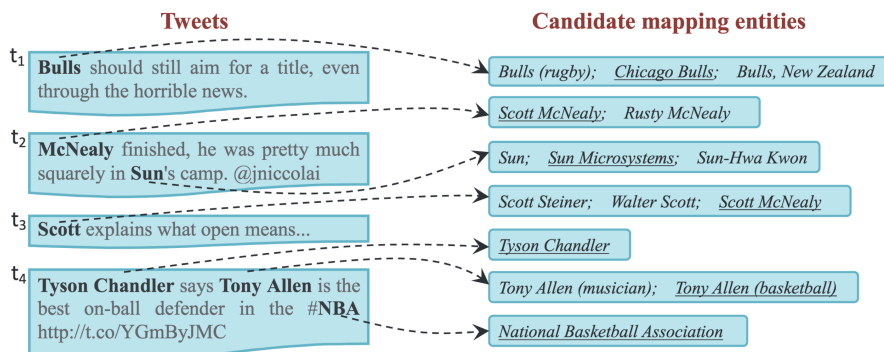 Tweets
Candidate mapping entities
t1
Bulls should still aim for a title, even
through the horrible news.
Bulls (rugby); Chicago Bulls; Bulls, New Zealand
Scott McNealy; Rusty McNealy
t2
McNealy finished, he was pretty much
squarely in Sun's camp. @jniccolai
Sun; Sun Microsystems; Sun-Hwa Kwon
Scott Steiner; Walter Scott; Scott McNealy
t3
Scott explains what open means...
Tyson Chandler
t4
Tyson Chandler says Tony Allen is the
best on-ball defender in the #NBA
http://t.co/YGmByJMC
Tony Allen (musician); Tony Allen (basketball)
National Basketball Association